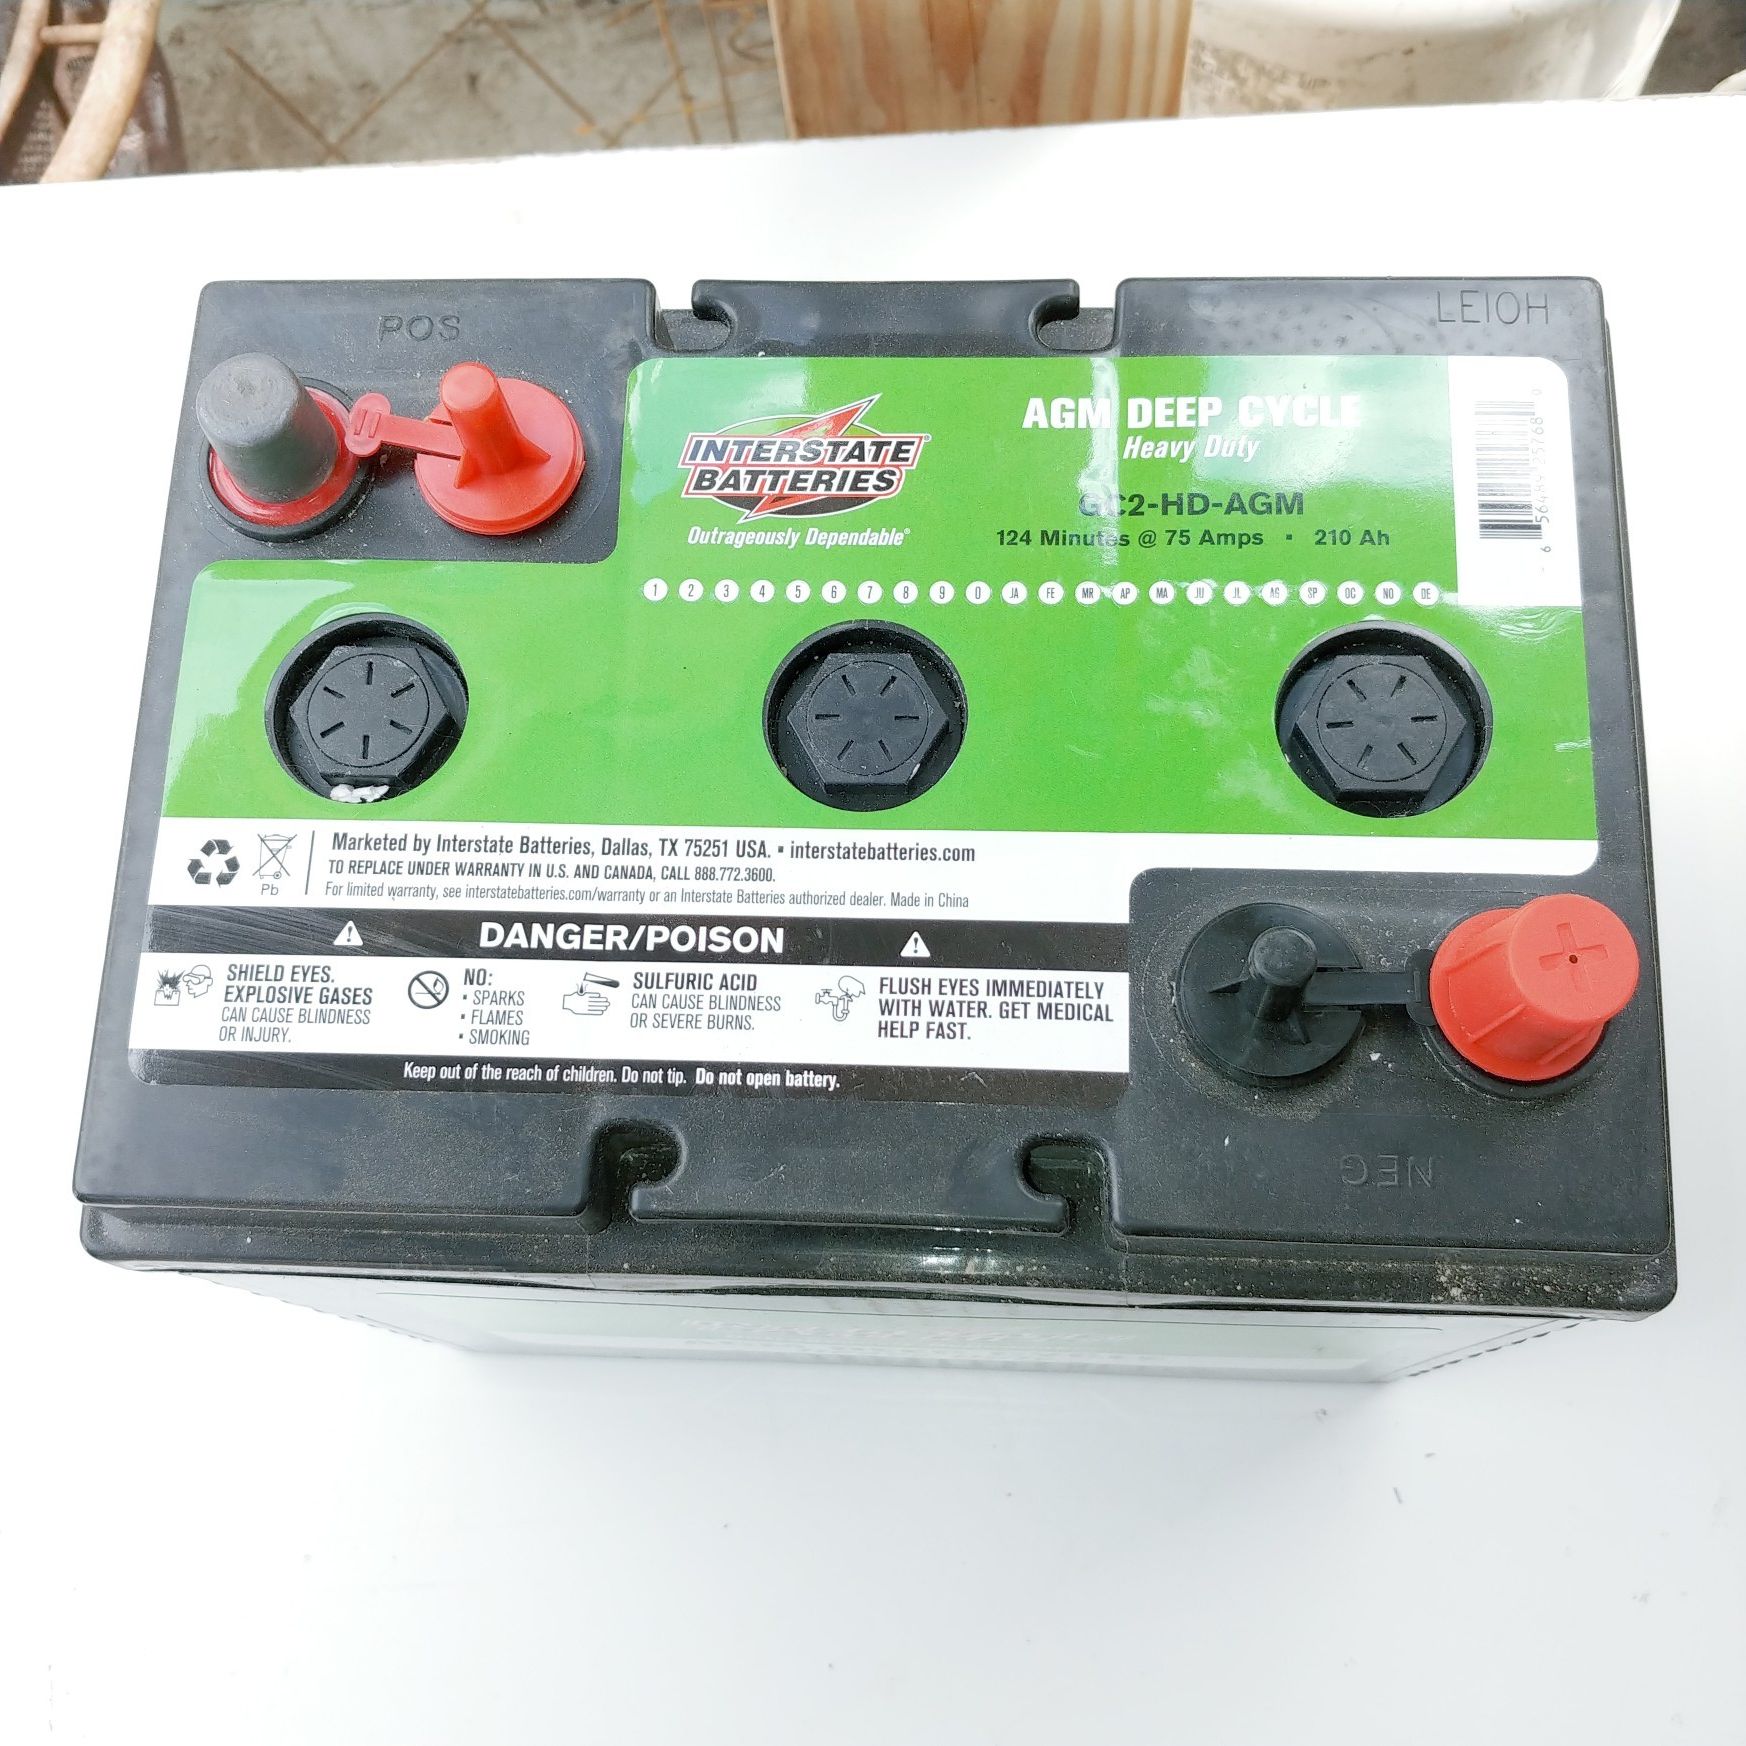 POS
LEIOH
INTERSTATE
BATTERIES
Outrageously Dependable®
AGM DEEP CYCLE
Heavy Duty
GC2-HD-AGM
124 Minutes @ 75 Amps ▪ 210 Ah
1 2 3 4 5 6 7 8 9 0 JA FE MR AP MA JU JL AG SP OC NO DE
Pb
Marketed by Interstate Batteries, Dallas, TX 75251 USA. ▪ interstatebatteries.com
TO REPLACE UNDER WARRANTY IN U.S. AND CANADA, CALL 888.772.3600.
For limited warranty, see interstatebatteries.com/warranty or an Interstate Batteries authorized dealer. Made in China
DANGER/POISON
SHIELD EYES.
EXPLOSIVE GASES
CAN CAUSE BLINDNESS
OR INJURY.
NO:
▪ SPARKS
▪ FLAMES
▪ SMOKING
SULFURIC ACID
CAN CAUSE BLINDNESS
OR SEVERE BURNS.
FLUSH EYES IMMEDIATELY
WITH WATER. GET MEDICAL
HELP FAST.
Keep out of the reach of children. Do not tip. Do not open battery.
+
NEG